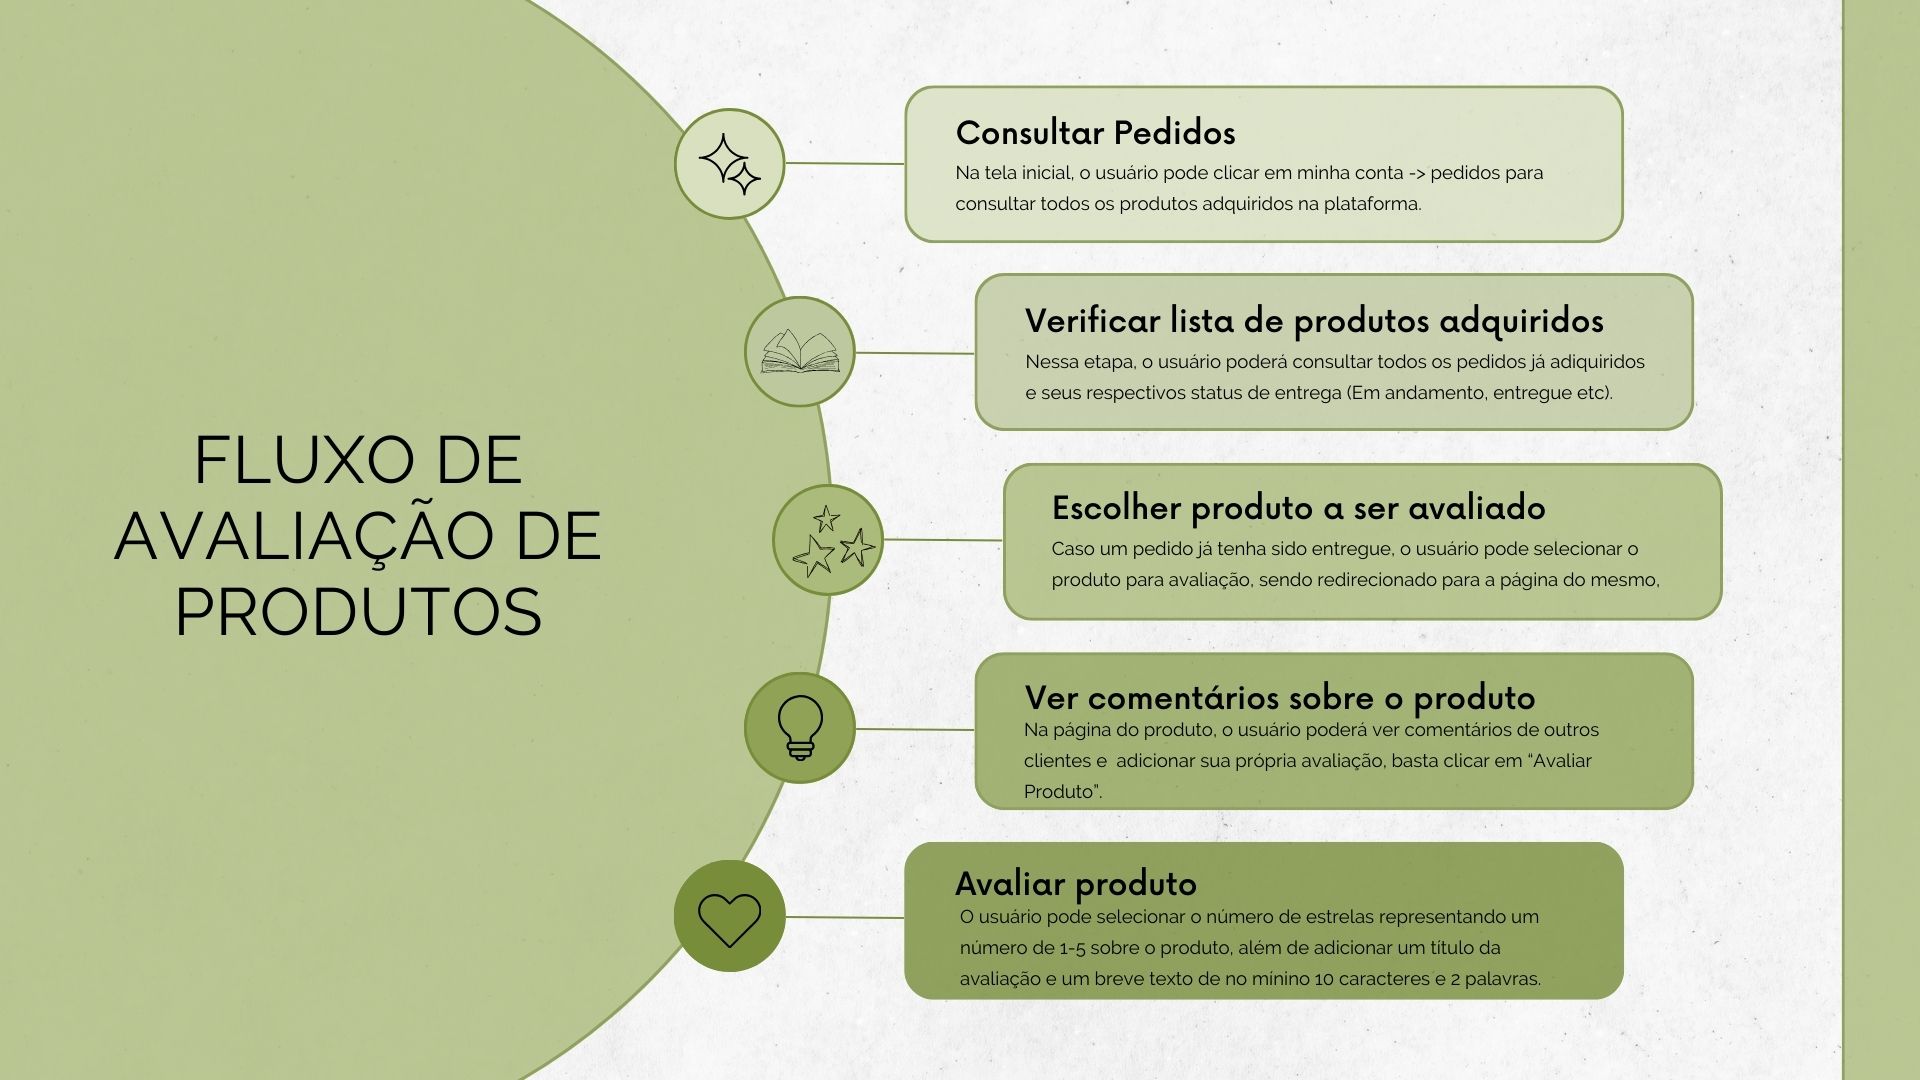 FLUXO DE
AVALIAÇÃO DE
PRODUTOS
Consultar Pedidos
Na tela inicial, o usuário pode clicar em minha conta -> pedidos para
consultar todos os produtos adquiridos na plataforma.
Verificar lista de produtos adquiridos
Nessa etapa, o usuário poderá consultar todos os pedidos já adiquiridos
e seus respectivos status de entrega (Em andamento, entregue etc).
Escolher produto a ser avaliado
Caso um pedido já tenha sido entregue, o usuário pode selecionar o
produto para avaliação, sendo redirecionado para a página do mesmo,
Ver comentários sobre o produto
Na página do produto, o usuário poderá ver comentários de outros
clientes e  adicionar sua própria avaliação, basta clicar em “Avaliar
Produto”.
Avaliar produto
O usuário pode selecionar o número de estrelas representando um
número de 1-5 sobre o produto, além de adicionar um título da
avaliação e um breve texto de no mínino 10 caracteres e 2 palavras.